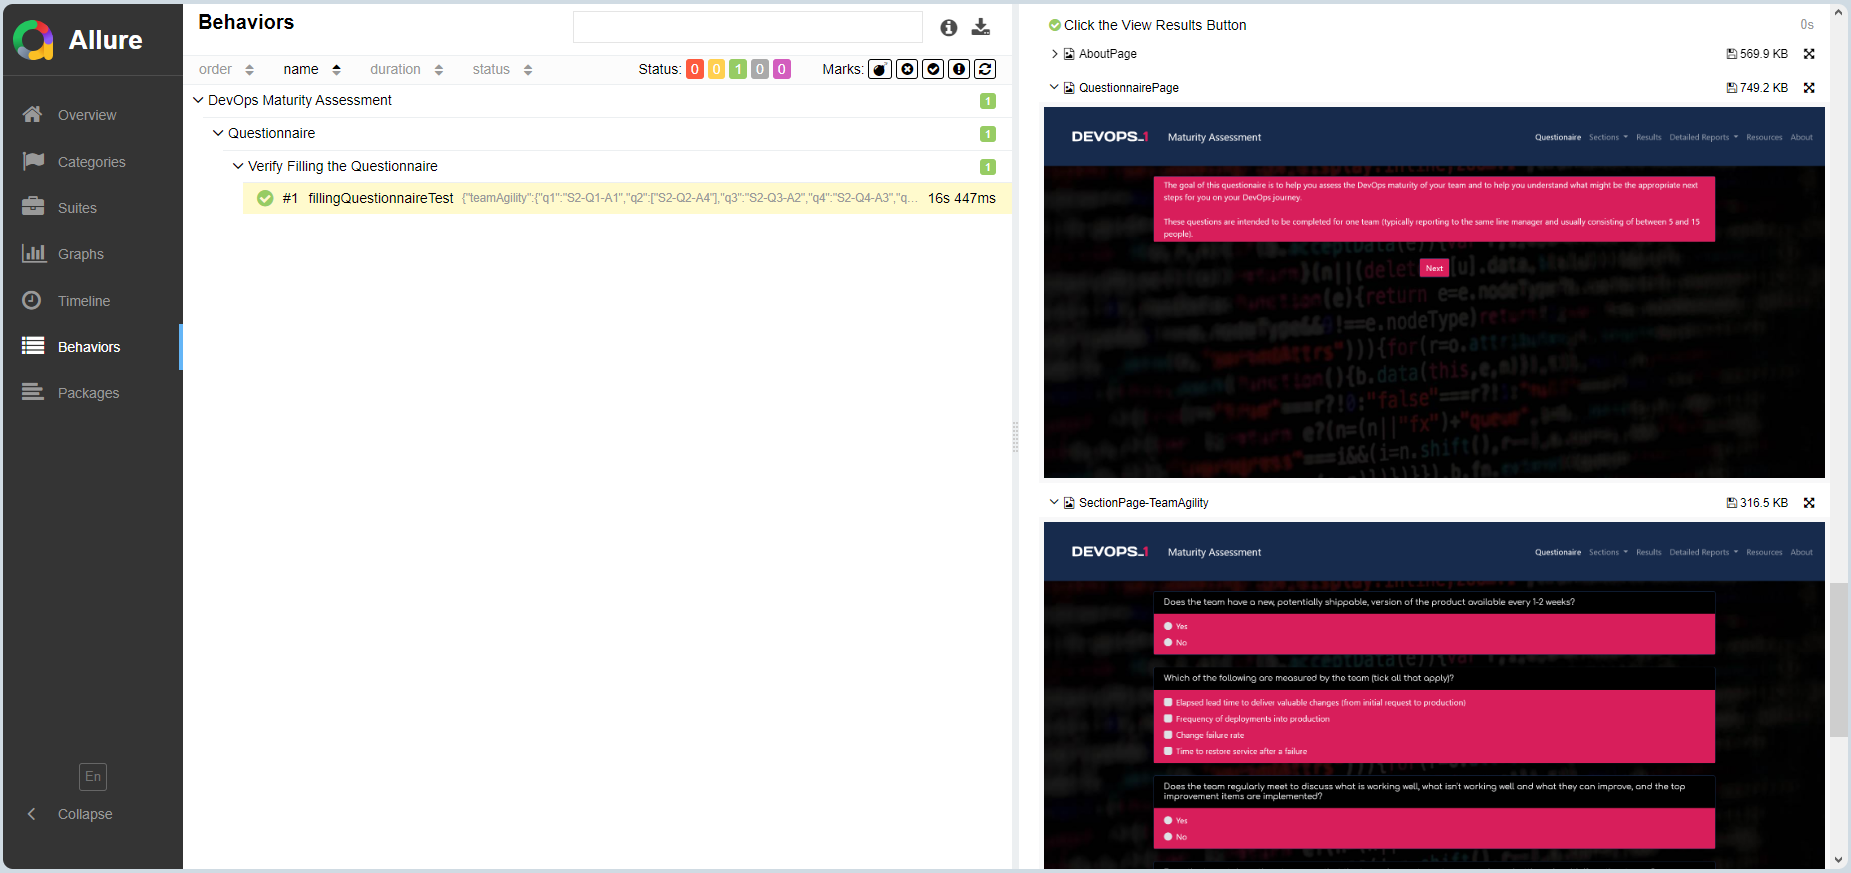 Allure
Overview
Categories
Suites
Graphs
Timeline
Behaviors
Packages
En
Collapse
Behaviors
order name duration status Status: 0 0 1 0 0 Marks:
DevOps Maturity Assessment 1
Questionnaire 1
Verify Filling the Questionnaire 1
#1 fillingQuestionnaireTest {"teamAgility":{"q1":"S2-Q1-A1","q2":["S2-Q2-A4"],"q3":"S2-Q3-A2","q4":"S2-Q4-A3","q... 16s 447ms
Click the View Results Button 0s
AboutPage 569.9 KB
QuestionnairePage 749.2 KB
DEVOPS_1 Maturity Assessment Questionaire Sections Results Detailed Reports Resources About
The goal of this questionnaire is to help you assess the DevOps maturity of your team and to help you understand what might be the appropriate next
steps for you on your DevOps journey.
These questions are intended to be completed for one team (typically reporting to the same line manager and usually consisting of between 5 and 15
people).
Next
SectionPage-TeamAgility 316.5 KB
DEVOPS_1 Maturity Assessment Questionaire Sections Results Detailed Reports Resources About
Does the team have a new, potentially shippable, version of the product available every 1-2 weeks?
Yes
No
Which of the following are measured by the team (tick all that apply)?
Elapsed lead time to deliver valuable changes (from initial request to production)
Frequency of deployments into production
Change failure rate
Time to restore service after a failure
Does the team regularly meet to discuss what is working well, what isn't working well and what they can improve, and the top
improvement items are implemented?
Yes
No